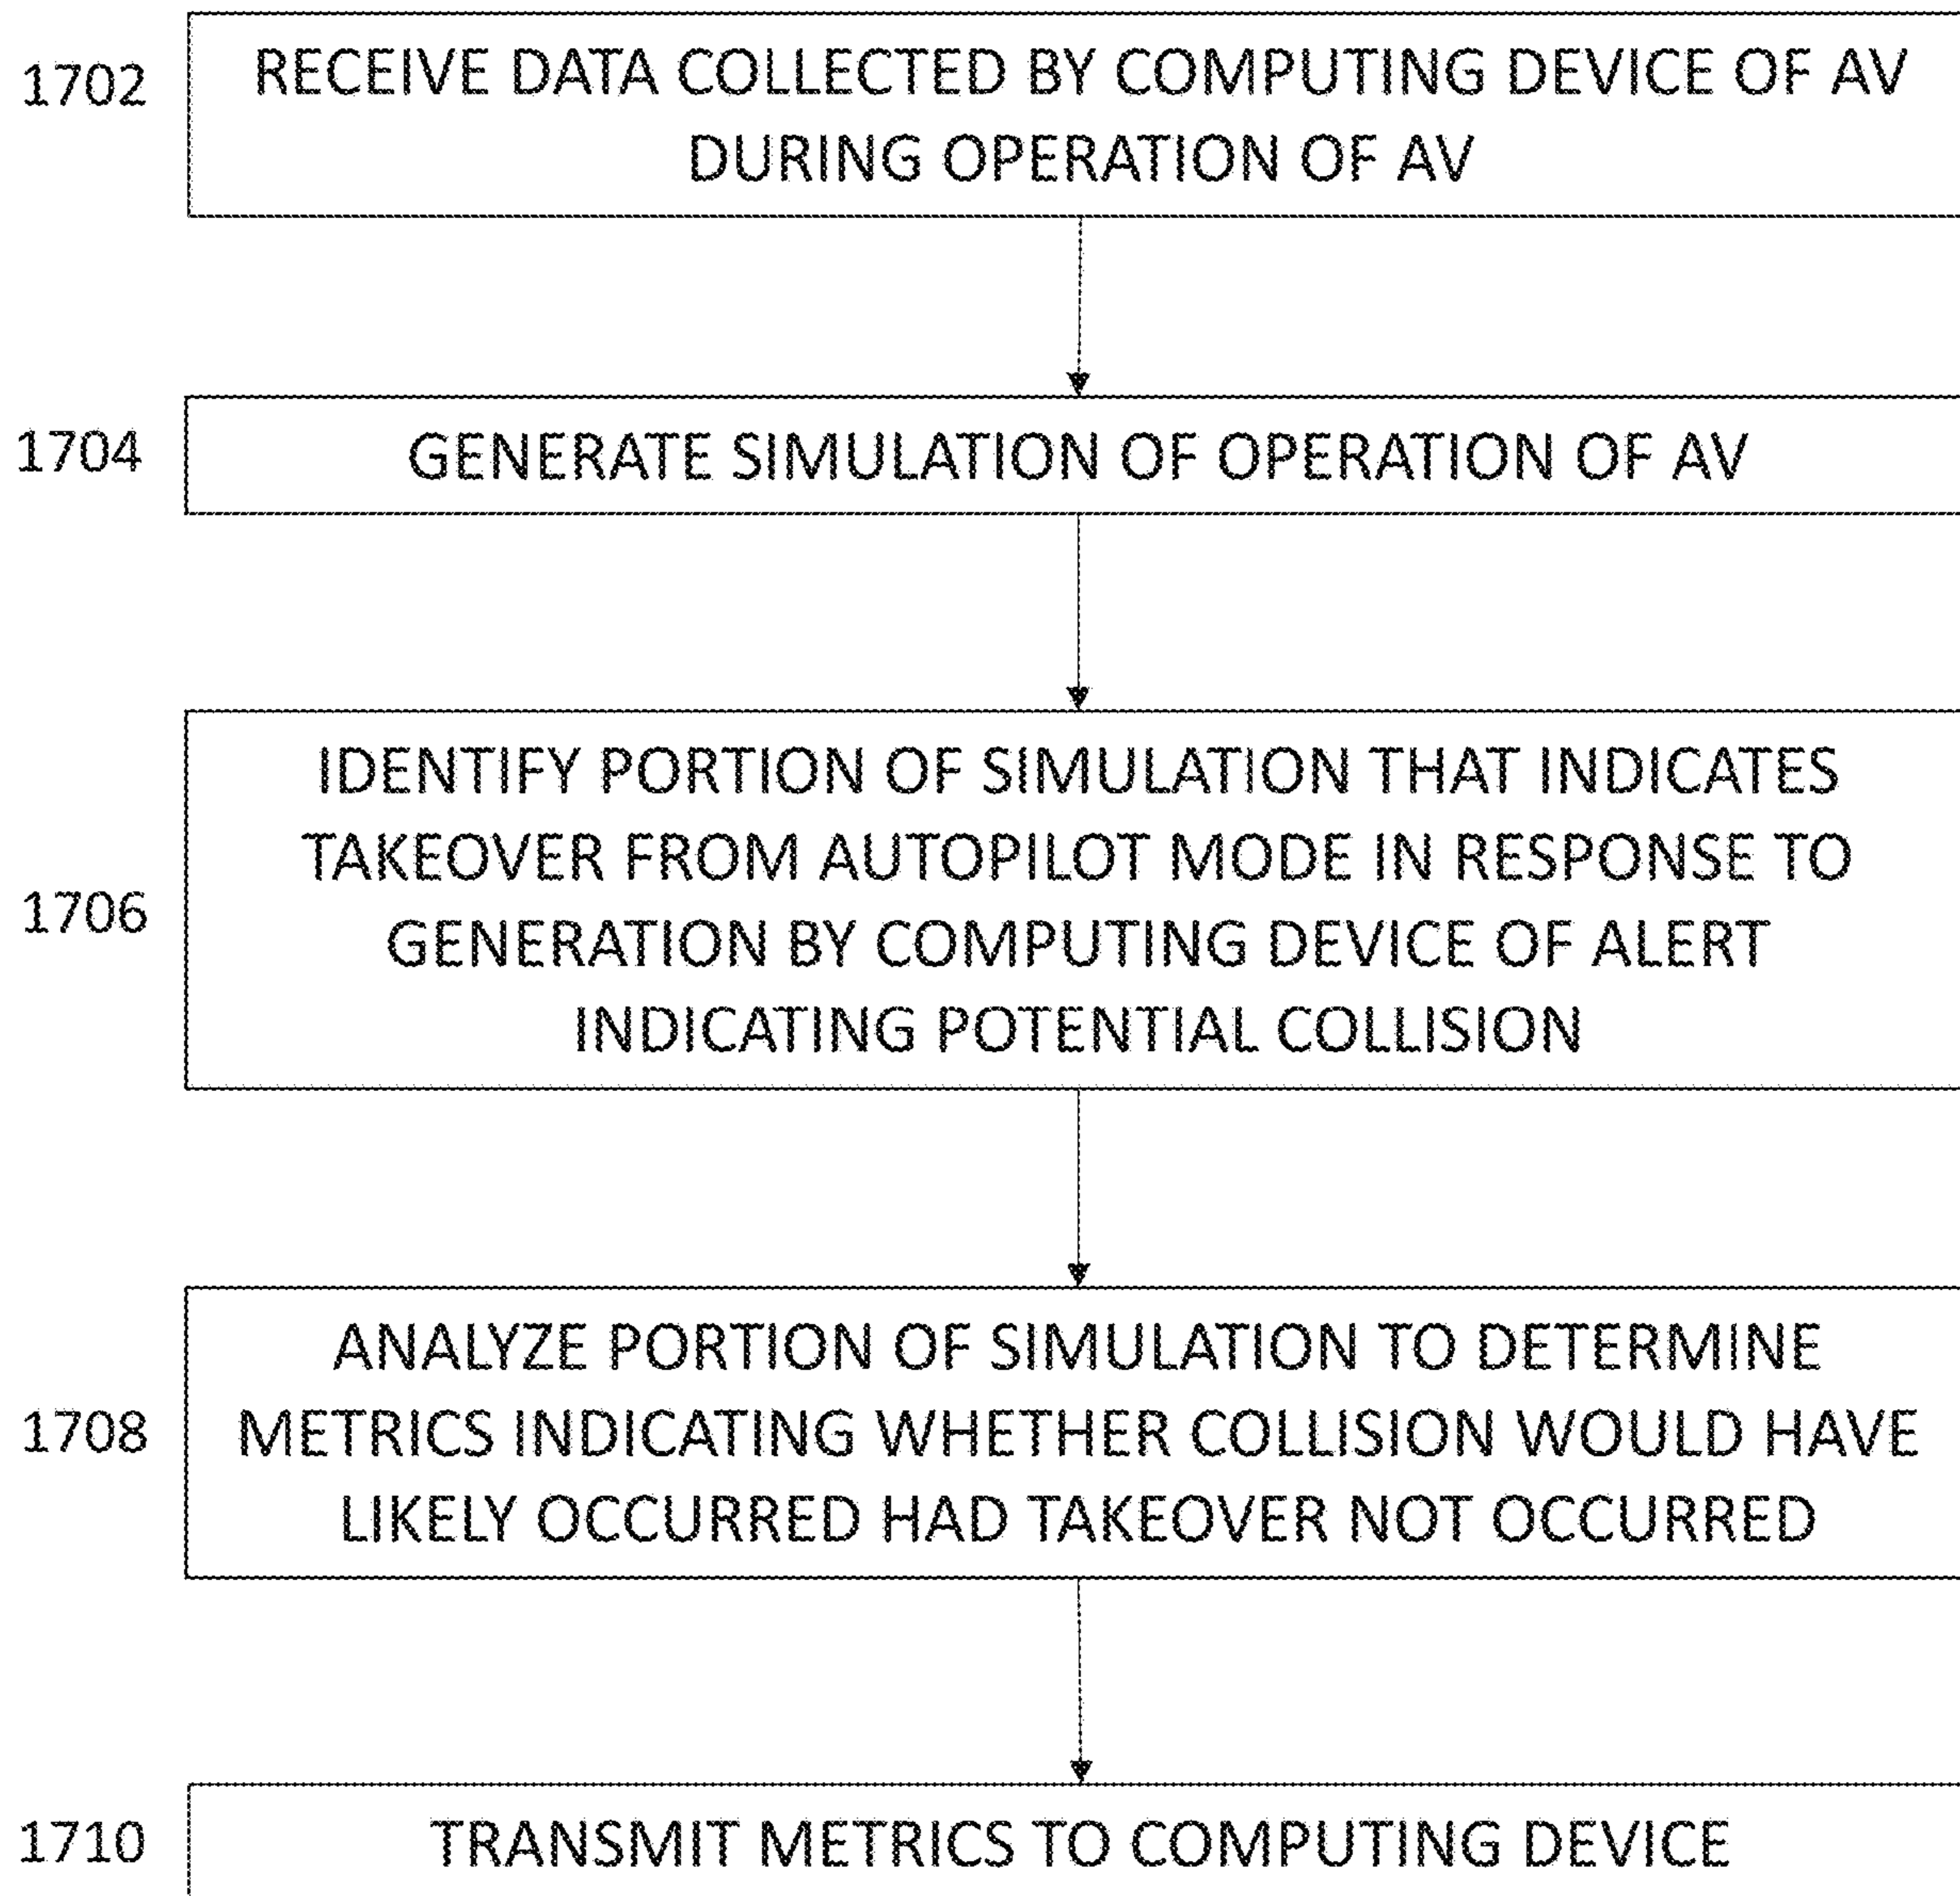 1702
RECEIVE DATA COLLECTED BY COMPUTING DEVICE OF AV
DURING OPERATION OF AV
1704
GENERATE SIMULATION OF OPERATION OF AV
IDENTIFY PORTION OF SIMULATION THAT INDICATES
TAKEOVER FROM AUTOPILOT MODE IN RESPONSE TO
1706
GENERATION BY COMPUTING DEVICE OF ALERT
INDICATING POTENTIAL COLLISION
ANALYZE PORTION OF SIMULATION TO DETERMINE
1708
METRICS INDICATING WHETHER COLLISION WOULD HAVE
LIKELY OCCURRED HAD TAKEOVER NOT OCCURRED
1710
TRANSMIT METRICS TO COMPUTING DEVICE